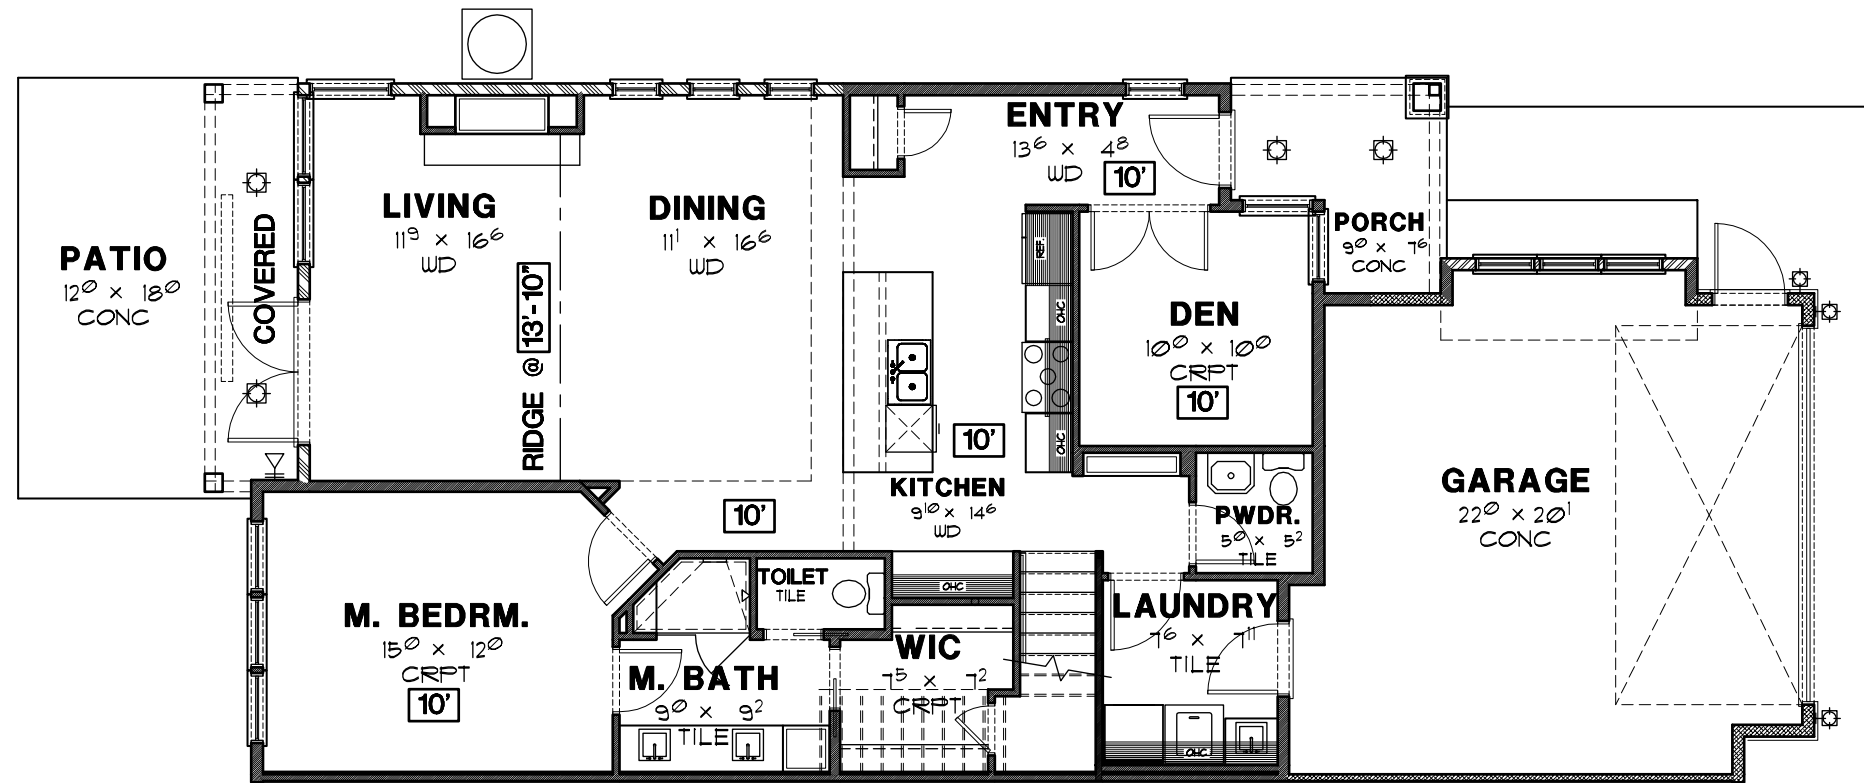 ENTRY
13⁶ × 4⁸
WD
10'
LIVING
11⁹ × 16⁶
WD
DINING
11¹ × 16⁶
WD
PATIO
12⁰ × 18⁰
CONC
COVERED
RIDGE @ 13'-10"
PORCH
9⁰ × 7⁶
CONC
REF.
OHC
OHC
DEN
10⁰ × 10⁰
CRPT
10'
10'
KITCHEN
9¹⁰ × 14⁶
WD
10'
GARAGE
22⁰ × 20¹
CONC
PWDR.
5⁰ × 5²
TILE
TOILET
TILE
OHC
M. BEDRM.
15⁰ × 12⁰
CRPT
10'
M. BATH
9⁰ × 9²
TILE
WIC
7⁵ × 7²
CRPT
LAUNDRY
7⁶ × 7¹¹
TILE
OHC